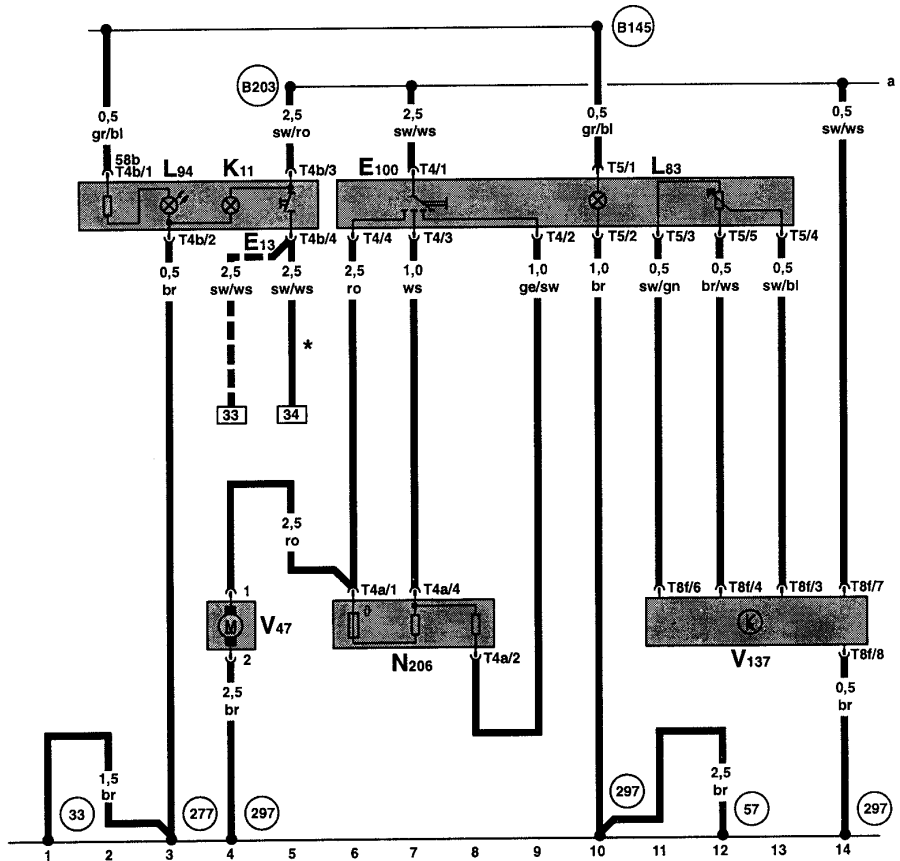 B145
B203
a
0,5
gr/bl
2,5
sw/ro
2,5
sw/ws
0,5
gr/bl
0,5
sw/ws
58b
T4b/1
L94
K11
T4b/3
E100
T4/1
T5/1
L83
T4b/2
E13
T4b/4
T4/4
T4/3
T4/2
T5/2
T5/3
T5/5
T5/4
0,5
br
2,5
sw/ws
2,5
sw/ws
2,5
ro
1,0
ws
1,0
ge/sw
1,0
br
0,5
sw/gn
0,5
br/ws
0,5
sw/bl
*
33
34
2,5
ro
1
T4a/1
T4a/4
T8f/6
T8f/4
T8f/3
T8f/7
M
V47
K
2
N206
T4a/2
V137
T8f/8
2,5
br
0,5
br
1,5
br
2,5
br
33
277
297
297
57
297
1 2 3 4 5 6 7 8 9 10 11 12 13 14